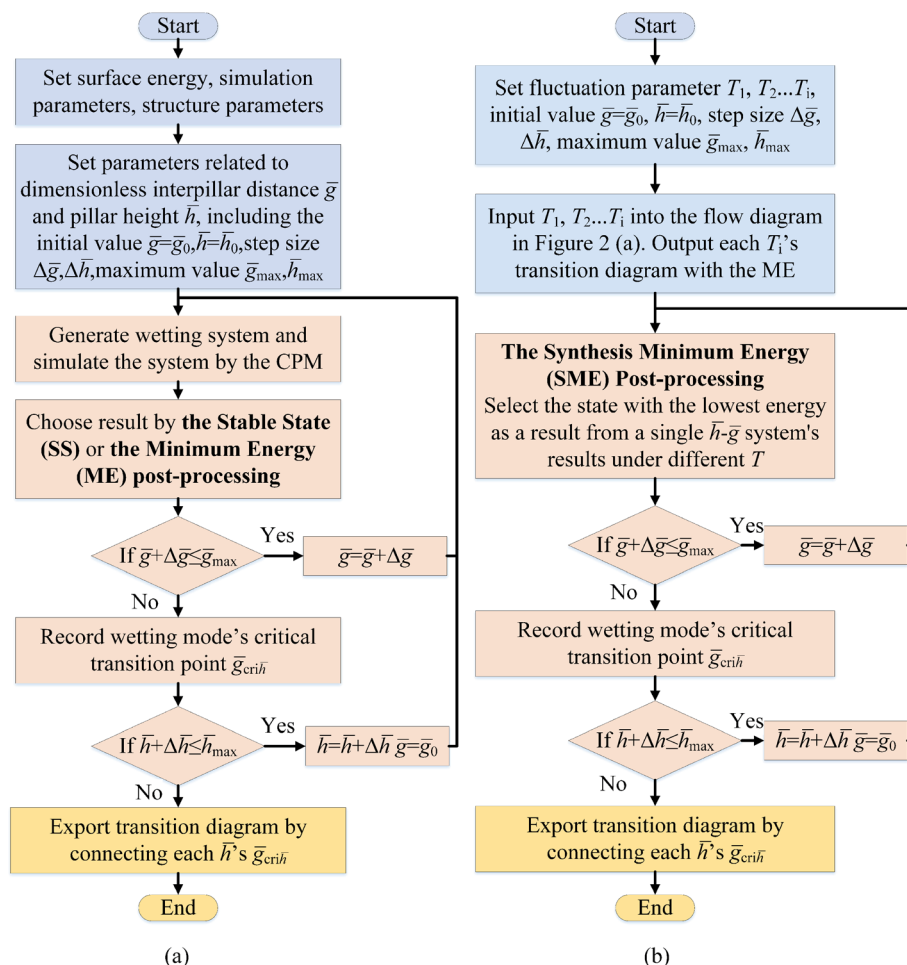 Start
Set surface energy, simulation
parameters, structure parameters
Set parameters related to
dimensionless interpillar distance g̅
and pillar height h̅, including the
initial value g̅=g̅₀,h̅=h̅₀,step size
Δg̅,Δh̅,maximum value g̅max,h̅max
Generate wetting system and
simulate the system by the CPM
Choose result by the Stable State
(SS) or the Minimum Energy
(ME) post-processing
If g̅+Δg̅≤g̅max
Yes
g̅=g̅+Δg̅
No
Record wetting mode's critical
transition point g̅crih̅
If h̅+Δh̅≤h̅max
Yes
h̅=h̅+Δh̅ g̅=g̅₀
No
Export transition diagram by
connecting each h̅'s g̅crih̅
End
(a)
Start
Set fluctuation parameter T₁, T₂...Tᵢ,
initial value g̅=g̅₀, h̅=h̅₀, step size Δg̅,
Δh̅, maximum value g̅max, h̅max
Input T₁, T₂...Tᵢ into the flow diagram
in Figure 2 (a). Output each Tᵢ's
transition diagram with the ME
The Synthesis Minimum Energy
(SME) Post-processing
Select the state with the lowest energy
as a result from a single h̅-g̅ system's
results under different T
If g̅+Δg̅≤g̅max
Yes
g̅=g̅+Δg̅
No
Record wetting mode's critical
transition point g̅crih̅
If h̅+Δh̅≤h̅max
Yes
h̅=h̅+Δh̅ g̅=g̅₀
No
Export transition diagram by
connecting each h̅'s g̅crih̅
End
(b)